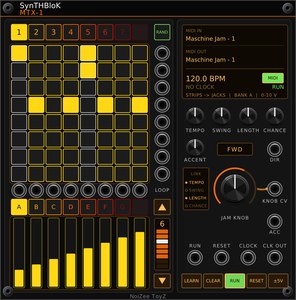 SynTHBloK
MTX-1
1 2 3 4 5 6 7
RAND
MIDI IN
Maschine Jam - 1
MIDI OUT
Maschine Jam - 1
120.0 BPM
MIDI
NO CLOCK
RUN
STRIPS -> JACKS | BANK A | 0-10 V
TEMPO SWING LENGTH CHANCE
ACCENT
FWD
DIR
LOOP
LINK
TEMPO
SWING
LENGTH
CHANCE
JAM KNOB
KNOB CV
ACC
A B C D E F
6
RUN RESET CLOCK CLK OUT
LEARN CLEAR RUN RESET ±5V
NoiZee ToyZ